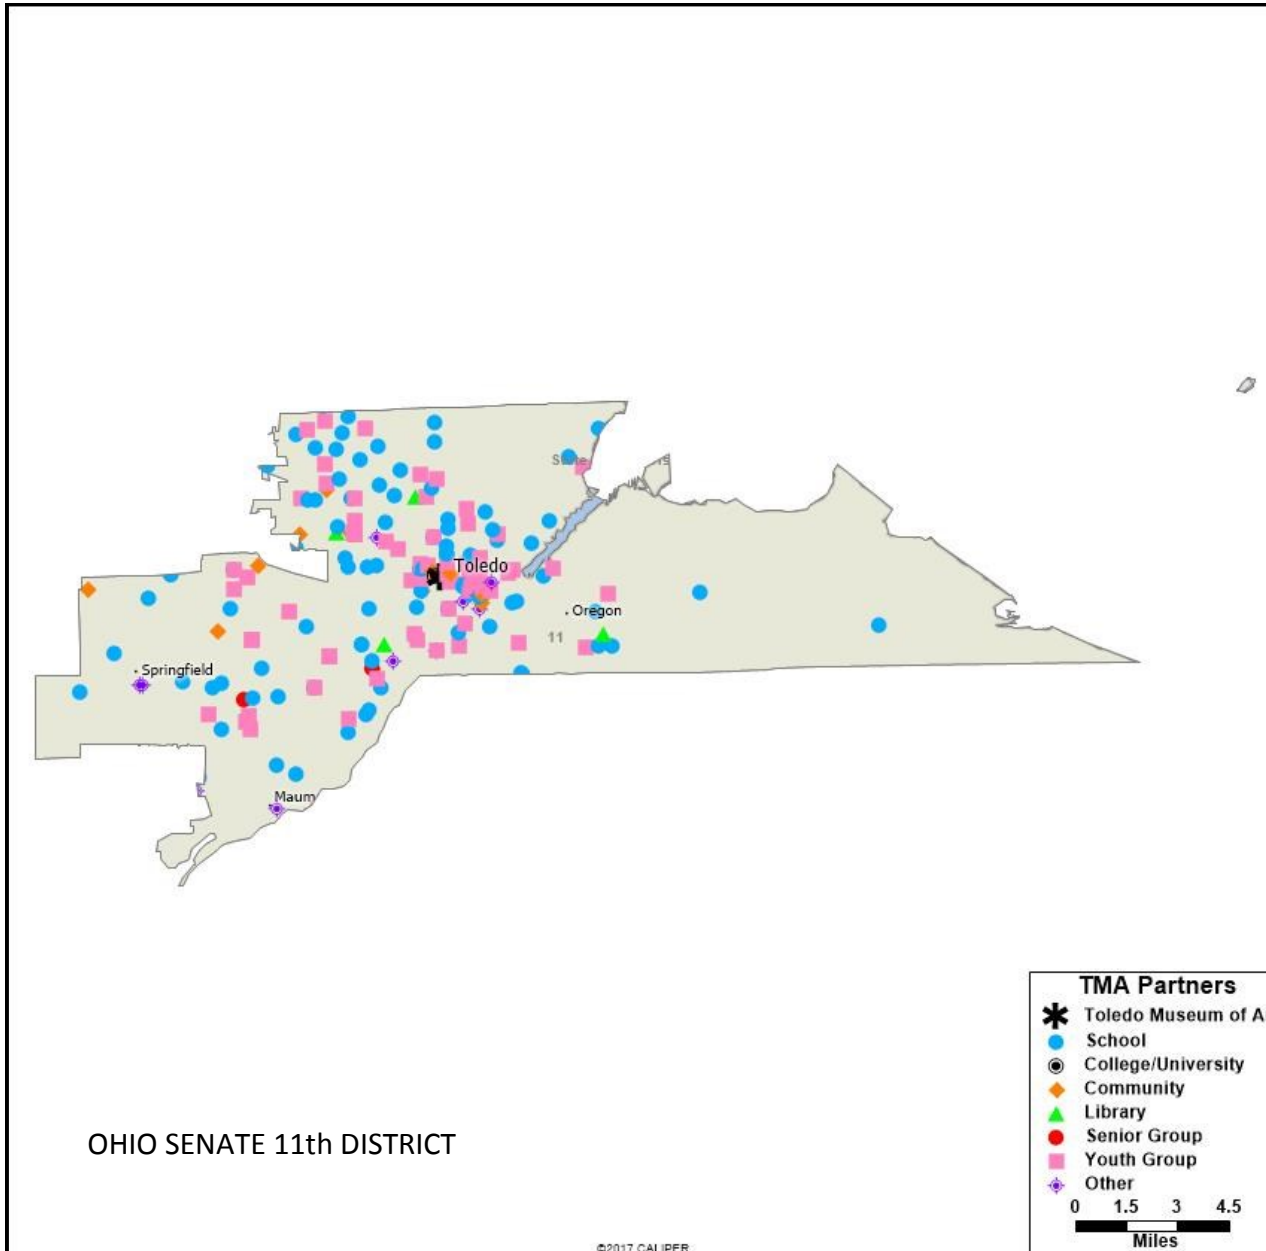 Toledo
Oregon
11
Springfield
Maum
TMA Partners
Toledo Museum of A
School
College/University
Community
Library
Senior Group
Youth Group
Other
0 1.5 3 4.5
Miles
OHIO SENATE 11th DISTRICT
©2017 CALIPER